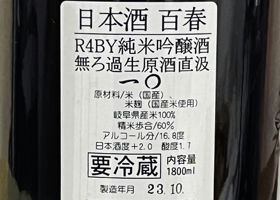 日本酒 百春
R4BY純米吟醸酒
無ろ過生原酒直汲
一〇
原材料/米（国産）、
米麹（国産米使用）
岐阜県産米100%
精米歩合/60%
アルコール分/16.8度
日本酒度+2.0 酸度1.7
要冷蔵 内容量 1800ml
製造年月 23.10.